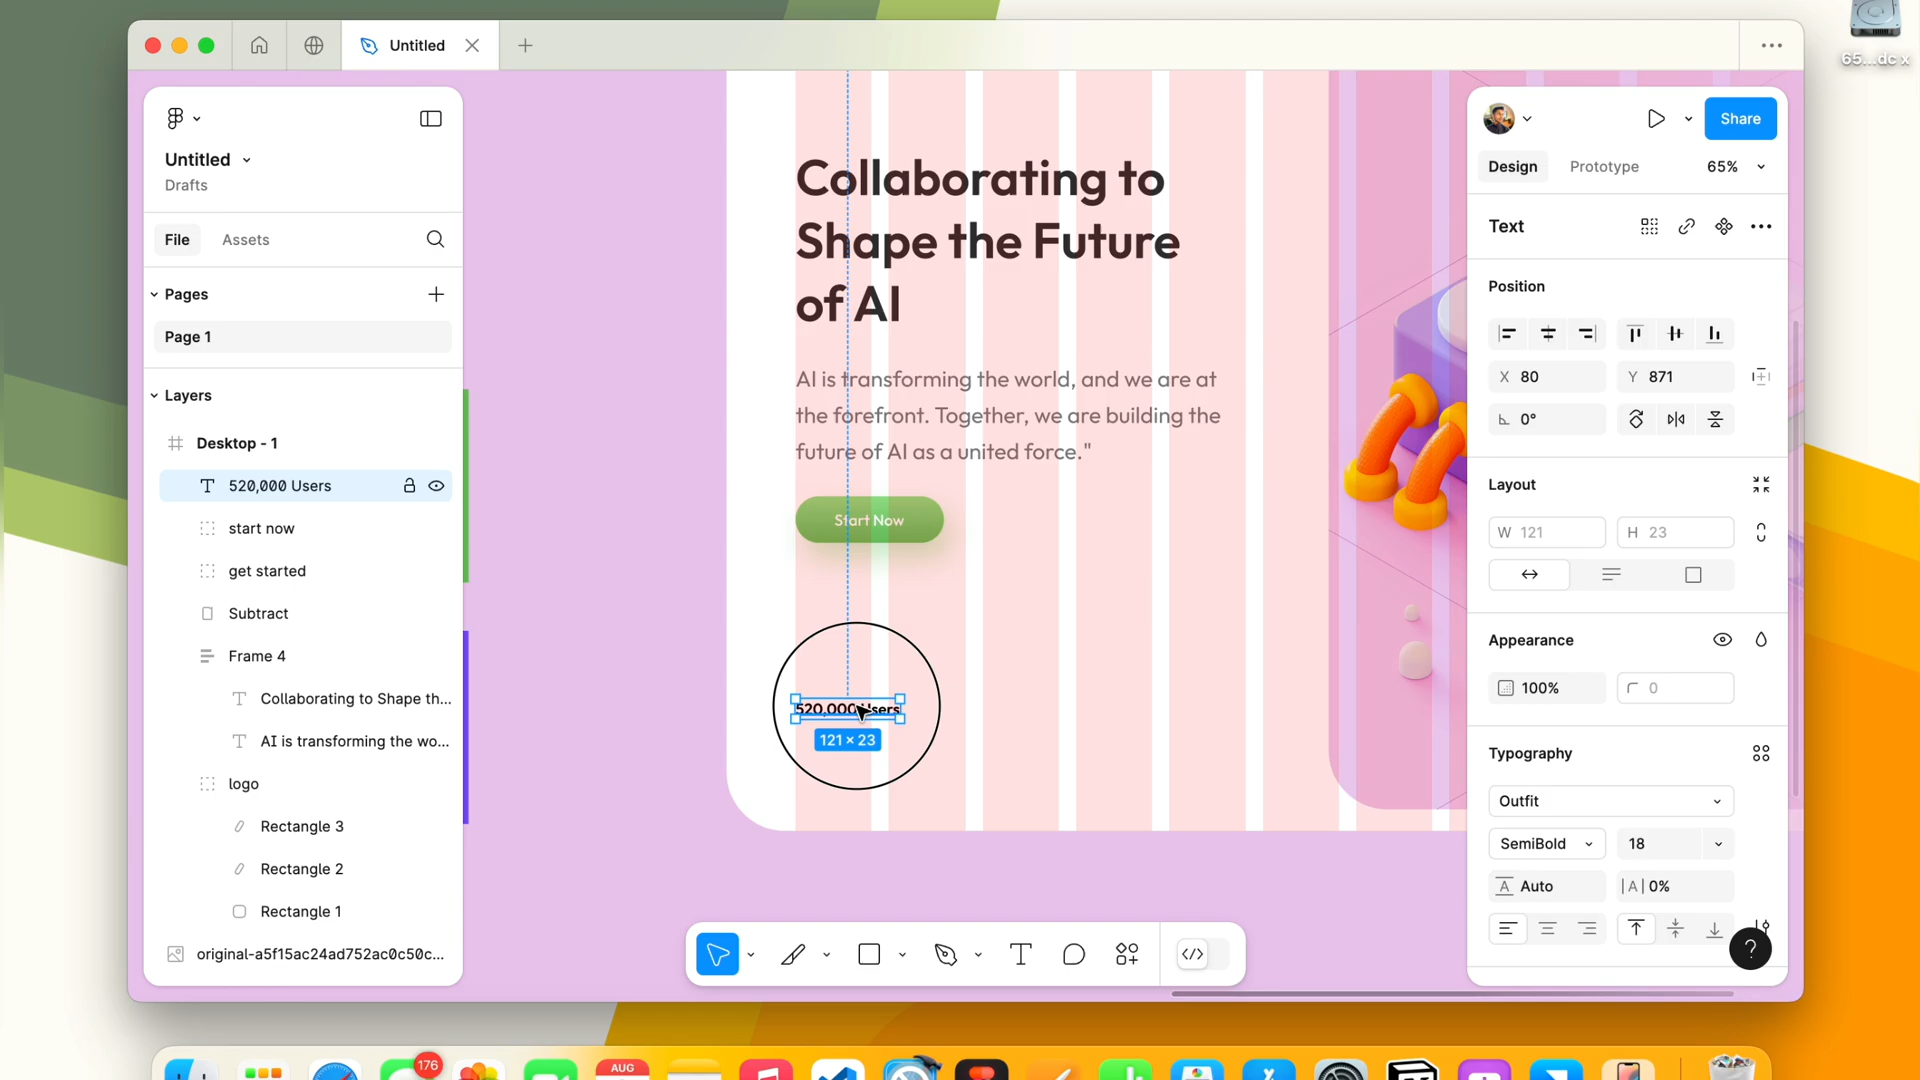 65...dc x
Untitled
Untitled
Drafts
File
Assets
Pages
Page 1
Layers
Desktop - 1
520,000 Users
start now
get started
Subtract
Frame 4
Collaborating to Shape th...
AI is transforming the wo...
logo
Rectangle 3
Rectangle 2
Rectangle 1
original-a5f15ac24ad752ac0c50c...
Collaborating to
Shape the Future
of AI
AI is transforming the world, and we are at
the forefront. Together, we are building the
future of AI as a united force."
Start Now
520,000 Users
121 × 23
Share
Design
Prototype
65%
Text
Position
X 80
Y 871
0°
Layout
W 121
H 23
Appearance
100%
0
Typography
Outfit
SemiBold
18
A Auto
|A| 0%
?
176
AUG